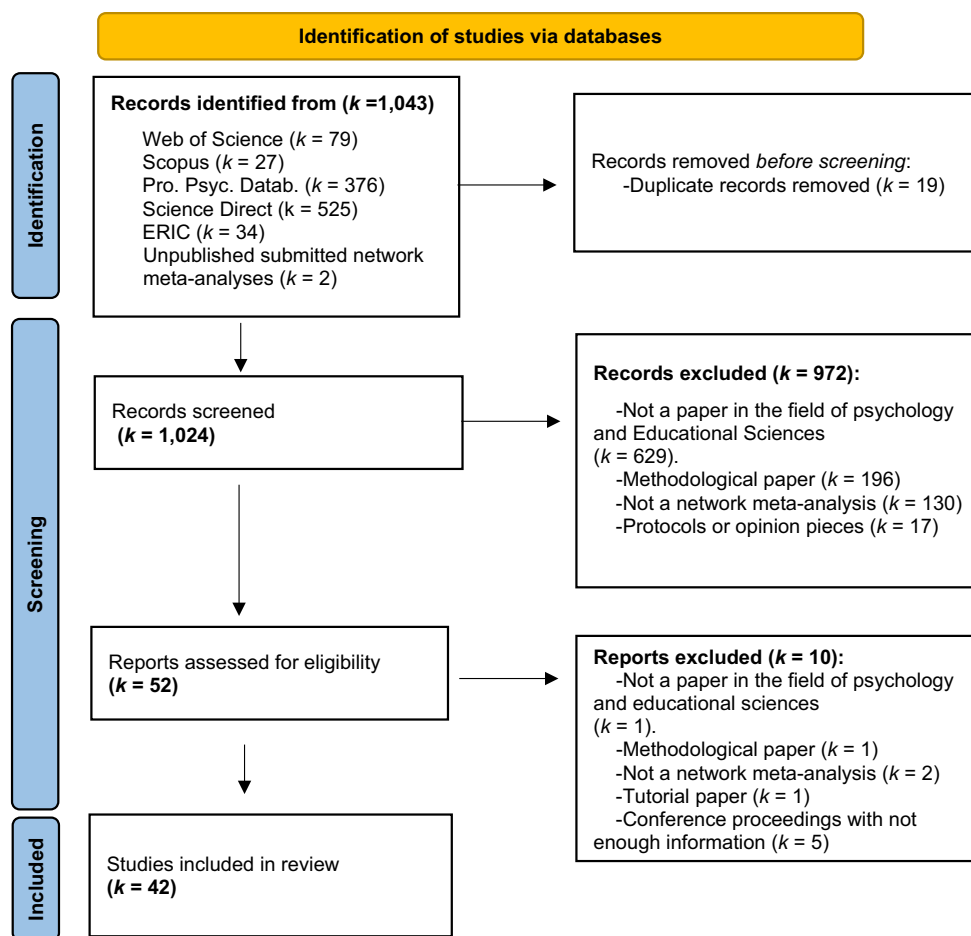 Identification of studies via databases
Identification
Records identified from (k =1,043)
Web of Science (k = 79)
Scopus (k = 27)
Pro. Psyc. Datab. (k = 376)
Science Direct (k = 525)
ERIC (k = 34)
Unpublished submitted network
meta-analyses (k = 2)
Records removed before screening:
-Duplicate records removed (k = 19)
Screening
Records screened
(k = 1,024)
Records excluded (k = 972):
-Not a paper in the field of psychology
and Educational Sciences
(k = 629).
-Methodological paper (k = 196)
-Not a network meta-analysis (k = 130)
-Protocols or opinion pieces (k = 17)
Reports assessed for eligibility
(k = 52)
Reports excluded (k = 10):
-Not a paper in the field of psychology
and educational sciences
(k = 1).
-Methodological paper (k = 1)
-Not a network meta-analysis (k = 2)
-Tutorial paper (k = 1)
-Conference proceedings with not
enough information (k = 5)
Included
Studies included in review
(k = 42)